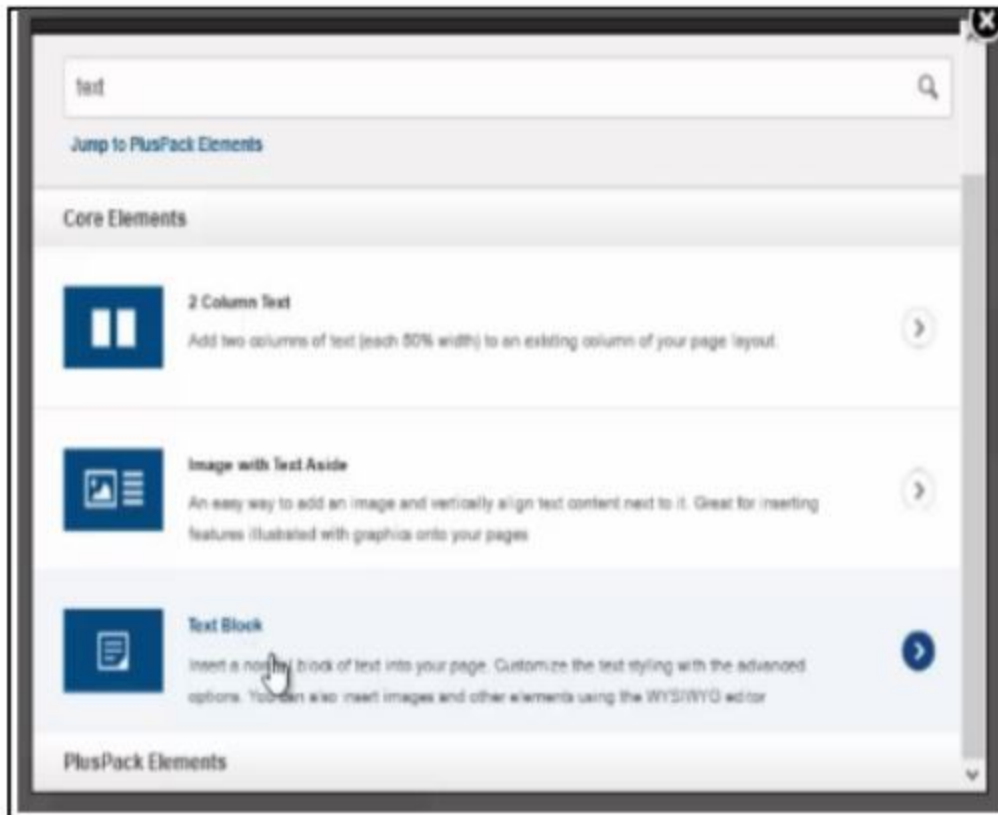 text
Jump to PlusPack Elements
Core Elements
2 Column Text
Add two columns of text (each 50% width) to an existing column of your page layout.
Image with Text Aside
An easy way to add an image and vertically align text content next to it. Great for inserting
features illustrated with graphics onto your pages
Text Block
Insert a normal block of text into your page. Customize the text styling with the advanced
options. You can also insert images and other elements using the WYSIWYG editor
PlusPack Elements